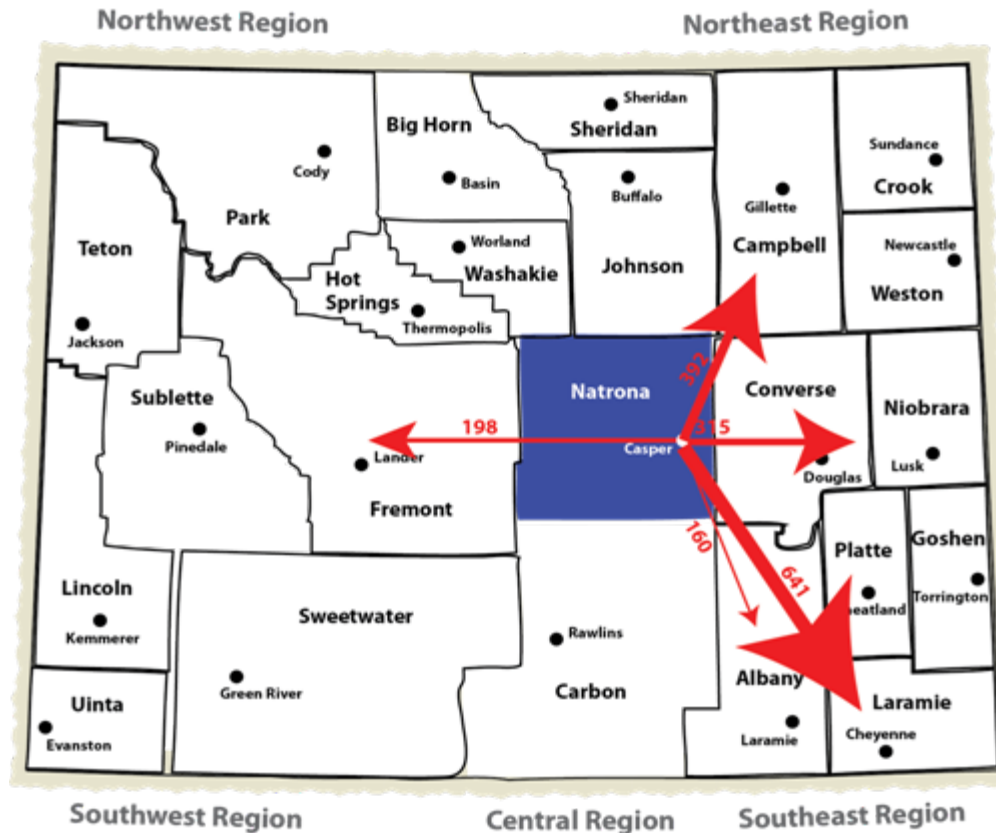 Northwest Region
Northeast Region
Sheridan
Sheridan
Big Horn
Sundance
Cody
Basin
Buffalo
Gillette
Crook
Park
Teton
Worland
Washakie
Johnson
Campbell
Newcastle
Weston
Hot
Springs
Thermopolis
Jackson
392
Natrona
Converse
Sublette
Niobrara
198
315
Pinedale
Lander
Casper
Lusk
Douglas
Fremont
160
Platte
Goshen
641
Lincoln
Wheatland
Torrington
Sweetwater
Kemmerer
Rawlins
Albany
Green River
Carbon
Uinta
Laramie
Evanston
Laramie
Cheyenne
Southwest Region
Central Region
Southeast Region